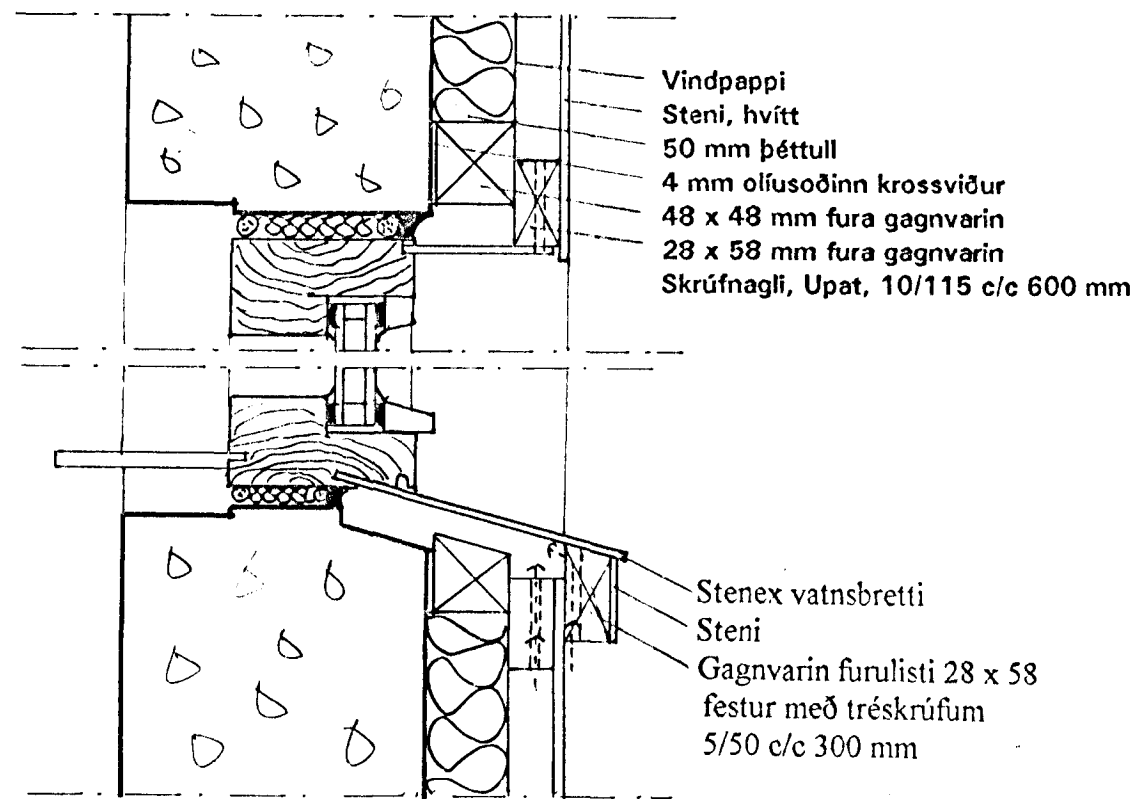 Vindpappi
Steni, hvítt
50 mm þéttull
4 mm olíusoðinn krossviður
48 x 48 mm fura gagnvarin
28 x 58 mm fura gagnvarin
Skrúfnagli, Upat, 10/115 c/c 600 mm
Stenex vatnsbretti
Steni
Gagnvarin furulisti 28 x 58
festur með tréskrúfum
5/50 c/c 300 mm